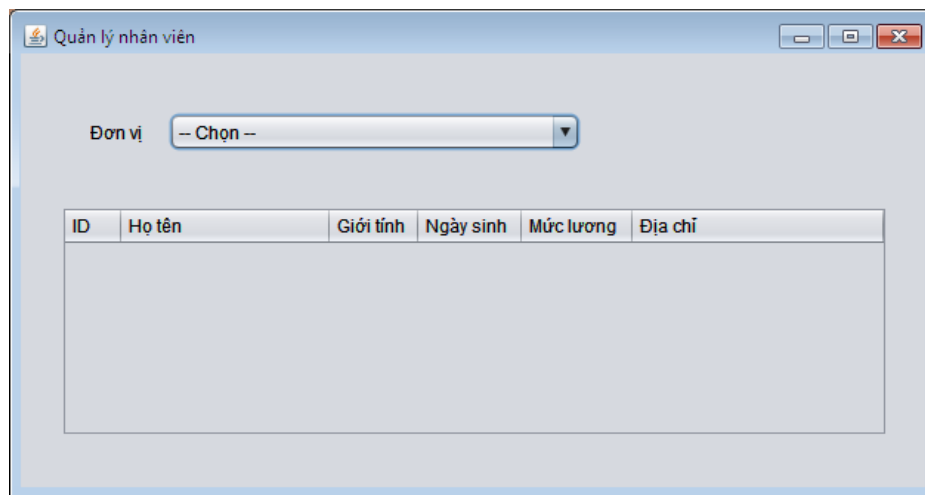 Quản lý nhân viên
Đơn vị -- Chọn --
ID Họ tên Giới tính Ngày sinh Mức lương Địa chỉ